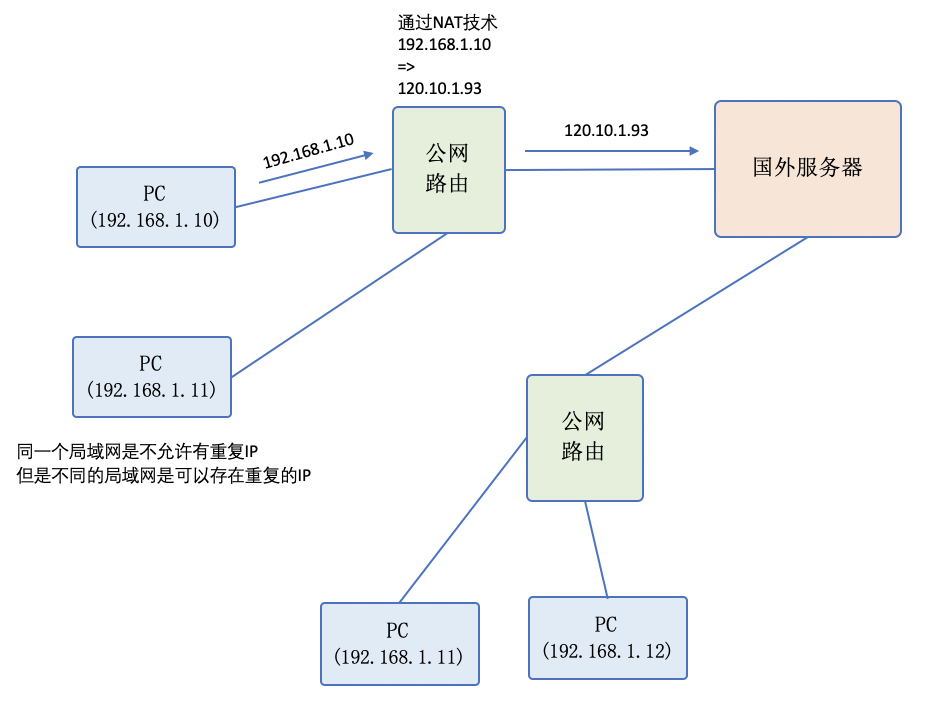 通过NAT技术
192.168.1.10
=>
120.10.1.93
192.168.1.10
120.10.1.93
公网
路由
国外服务器
PC
(192.168.1.10)
PC
(192.168.1.11)
公网
路由
同一个局域网是不允许有重复IP
但是不同的局域网是可以存在重复的IP
PC
(192.168.1.11)
PC
(192.168.1.12)